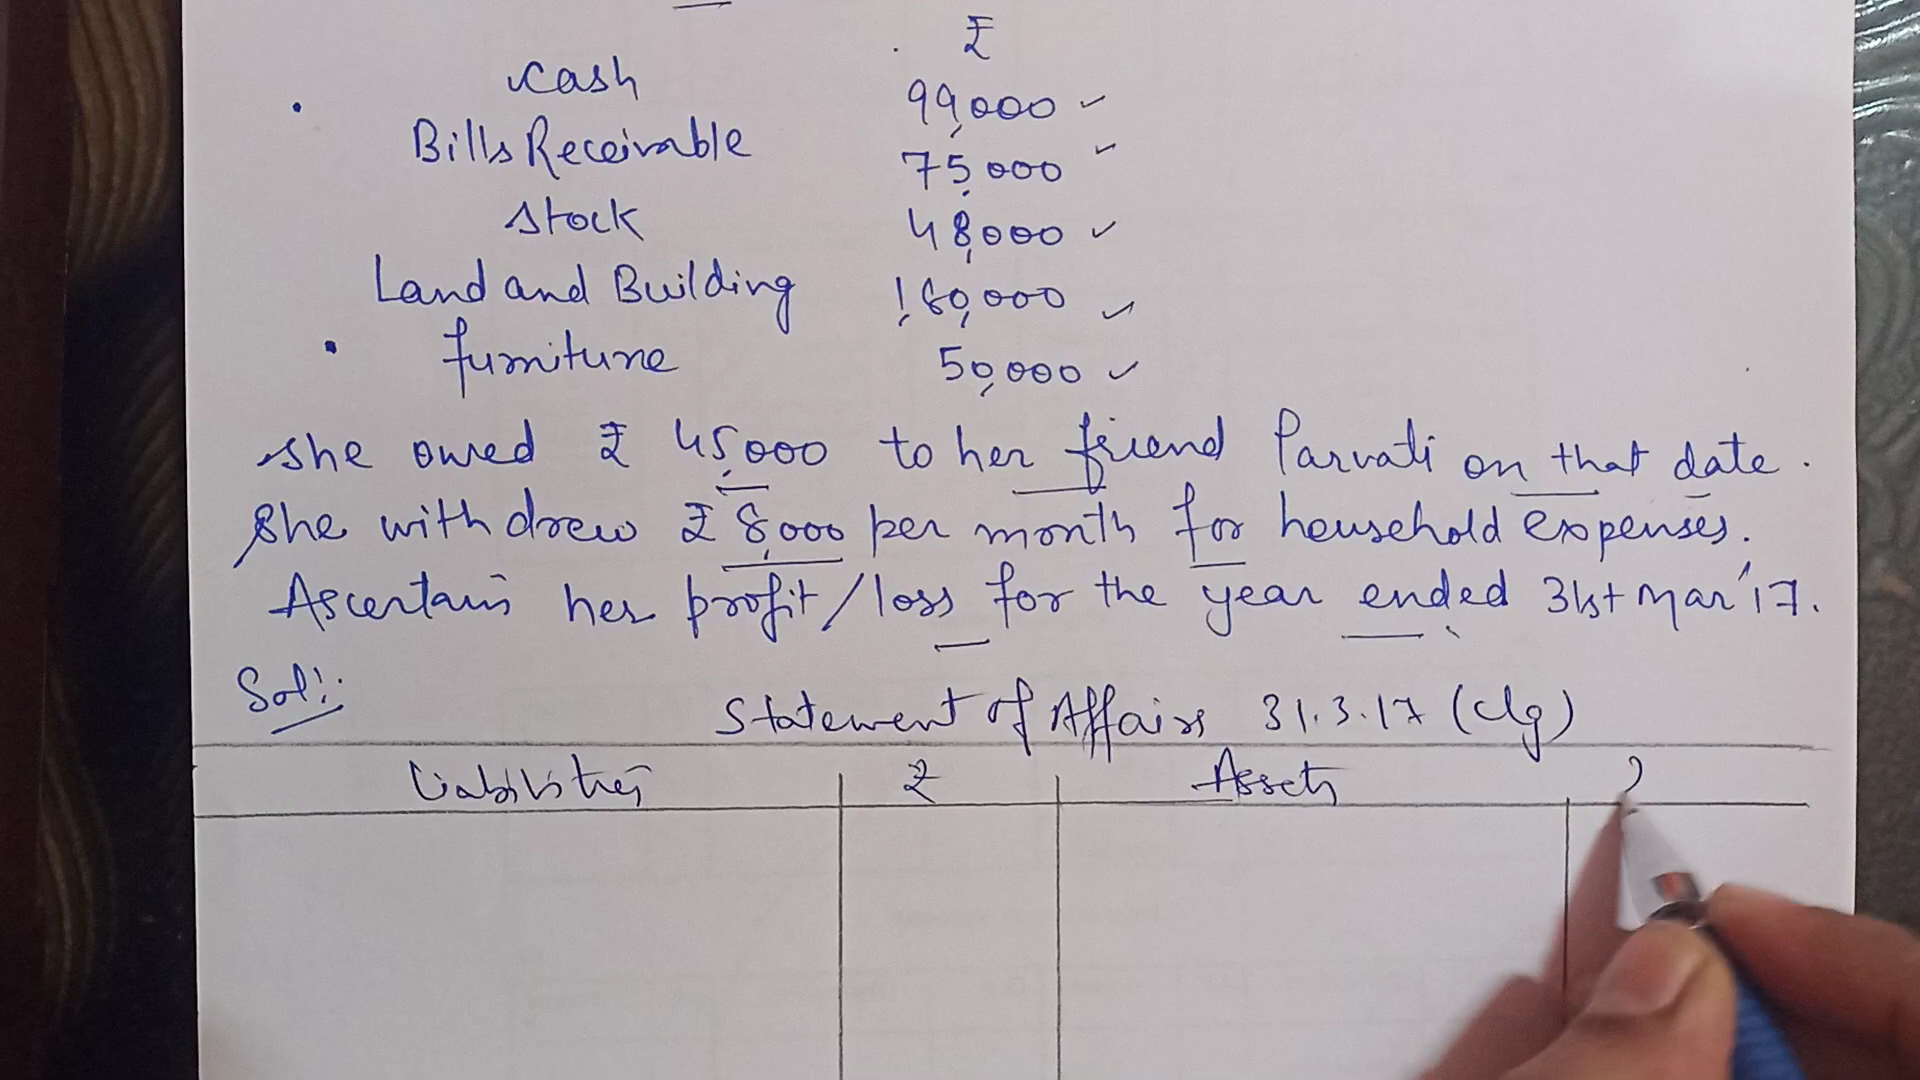 ₹
Cash 99,000 ✓
Bills Receivable 75,000 ✓
Stock 48,000 ✓
Land and Building 1,80,000 ✓
Furniture 50,000 ✓
She owed ₹ 45,000 to her friend Parvati on that date.
She withdrew ₹ 8,000 per month for household expenses.
Ascertain her profit/loss for the year ended 31st Mar'17.
Sol:
Statement of Affairs 31.3.17 (Clg)
Liabilities ₹ Assets